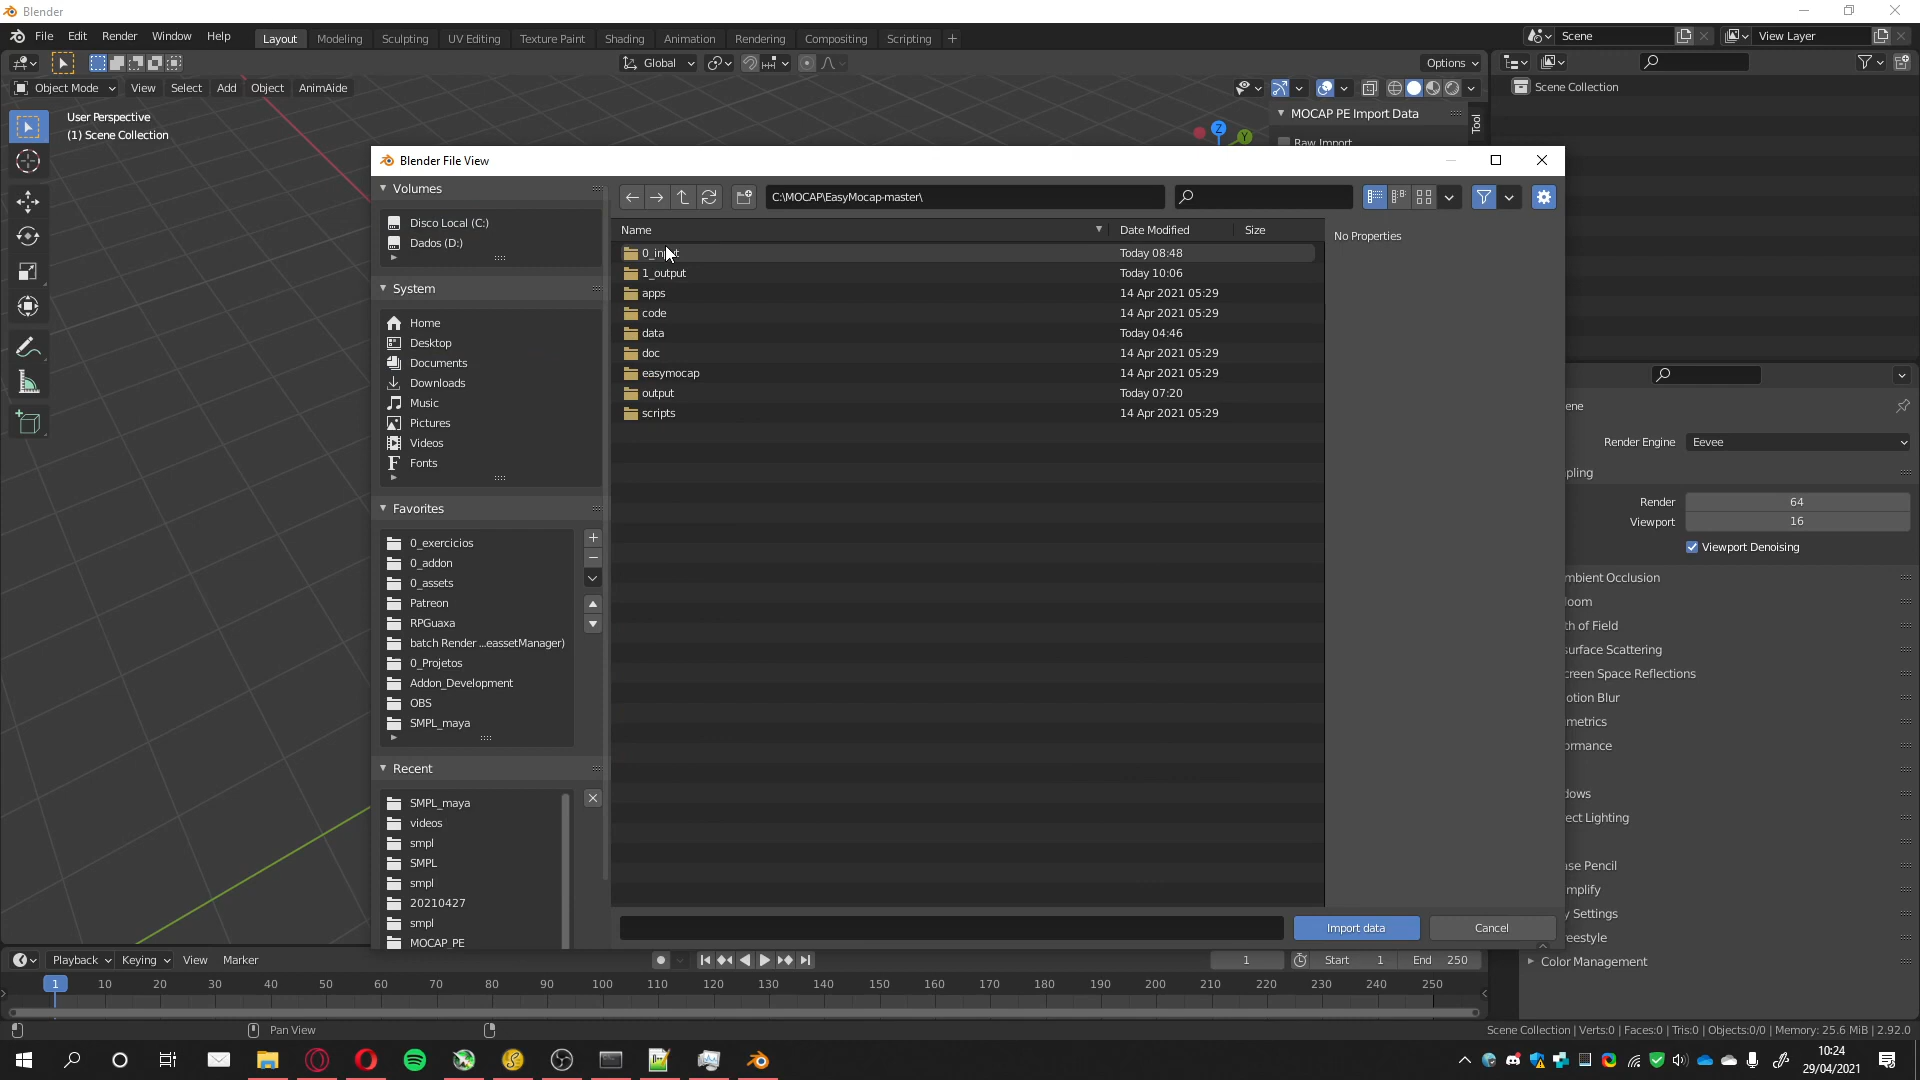 Blender
File Edit Render Window Help Layout Modeling Sculpting UV Editing Texture Paint Shading Animation Rendering Compositing Scripting + Scene View Layer
Global Options
Object Mode View Select Add Object AnimAide Scene Collection
User Perspective
(1) Scene Collection
MOCAP PE Import Data
Tool
Z
Y
Raw Import
Blender File View
Volumes
Disco Local (C:)
Dados (D:)
System
Home
Desktop
Documents
Downloads
Music
Pictures
Videos
Fonts
Favorites
0_exercicios
0_addon
0_assets
Patreon
RPGuaxa
batch Render ...eassetManager)
0_Projetos
Addon_Development
OBS
SMPL_maya
Recent
SMPL_maya
videos
smpl
SMPL
smpl
20210427
smpl
MOCAP_PE
C:\MOCAP\EasyMocap-master\
Name Date Modified Size
0_input Today 08:48
1_output Today 10:06
apps 14 Apr 2021 05:29
code 14 Apr 2021 05:29
data Today 04:46
doc 14 Apr 2021 05:29
easymocap 14 Apr 2021 05:29
output Today 07:20
scripts 14 Apr 2021 05:29
No Properties
Import data Cancel
ene
Render Engine Eevee
pling
Render 64
Viewport 16
Viewport Denoising
mbient Occlusion
loom
th of Field
surface Scattering
creen Space Reflections
otion Blur
metrics
ormance
dows
ect Lighting
ase Pencil
mplify
y Settings
eestyle
Color Management
Playback Keying View Marker 1 Start 1 End 250
1 10 20 30 40 50 60 70 80 90 100 110 120 130 140 150 160 170 180 190 200 210 220 230 240 250
Pan View
Scene Collection | Verts:0 | Faces:0 | Tris:0 | Objects:0/0 | Memory: 25.6 MiB | 2.92.0
10:24
29/04/2021